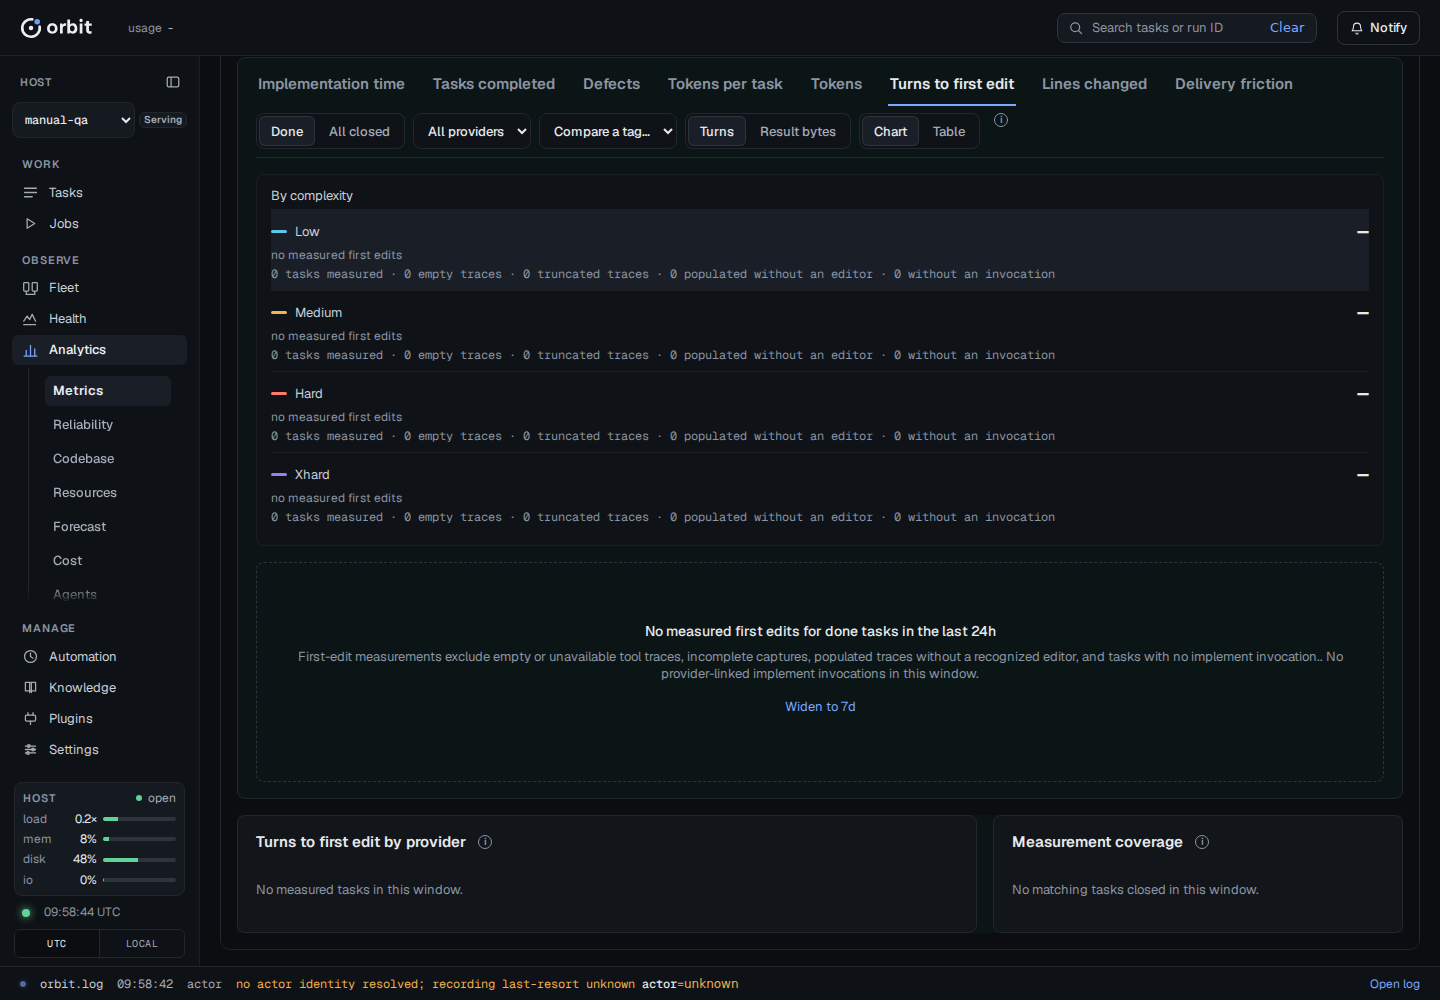 orbit
usage -
Search tasks or run ID
Clear
Notify
HOST
manual-qa
Serving
WORK
Tasks
Jobs
OBSERVE
Fleet
Health
Analytics
Metrics
Reliability
Codebase
Resources
Forecast
Cost
Agents
MANAGE
Automation
Knowledge
Plugins
Settings
HOST
open
load 0.2×
mem 8%
disk 48%
io 0%
09:58:44 UTC
UTC
LOCAL
Implementation time
Tasks completed
Defects
Tokens per task
Tokens
Turns to first edit
Lines changed
Delivery friction
Done
All closed
All providers
Compare a tag...
Turns
Result bytes
Chart
Table
By complexity
Low —
no measured first edits
0 tasks measured · 0 empty traces · 0 truncated traces · 0 populated without an editor · 0 without an invocation
Medium —
no measured first edits
0 tasks measured · 0 empty traces · 0 truncated traces · 0 populated without an editor · 0 without an invocation
Hard —
no measured first edits
0 tasks measured · 0 empty traces · 0 truncated traces · 0 populated without an editor · 0 without an invocation
Xhard —
no measured first edits
0 tasks measured · 0 empty traces · 0 truncated traces · 0 populated without an editor · 0 without an invocation
No measured first edits for done tasks in the last 24h
First-edit measurements exclude empty or unavailable tool traces, incomplete captures, populated traces without a recognized editor, and tasks with no implement invocation.. No
provider-linked implement invocations in this window.
Widen to 7d
Turns to first edit by provider
No measured tasks in this window.
Measurement coverage
No matching tasks closed in this window.
orbit.log 09:58:42 actor no actor identity resolved; recording last-resort unknown actor=unknown
Open log